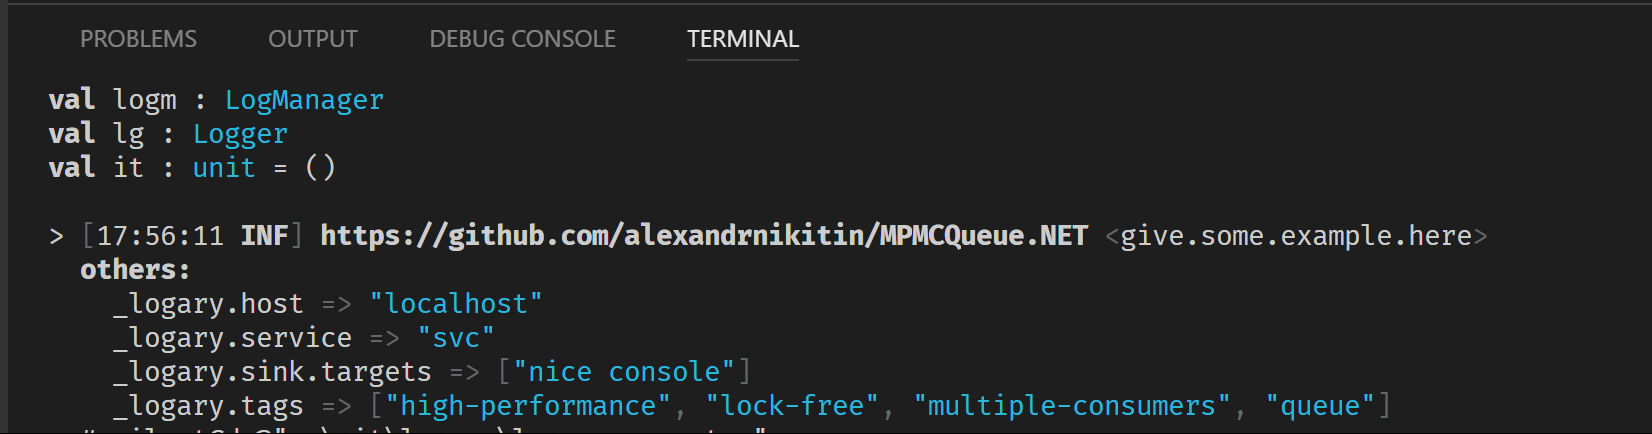 PROBLEMS OUTPUT DEBUG CONSOLE TERMINAL
val logm : LogManager
val lg : Logger
val it : unit = ()
> [17:56:11 INF] https://github.com/alexandrnikitin/MPMCQueue.NET <give.some.example.here>
others:
_logary.host => "localhost"
_logary.service => "svc"
_logary.sink.targets => ["nice console"]
_logary.tags => ["high-performance", "lock-free", "multiple-consumers", "queue"]